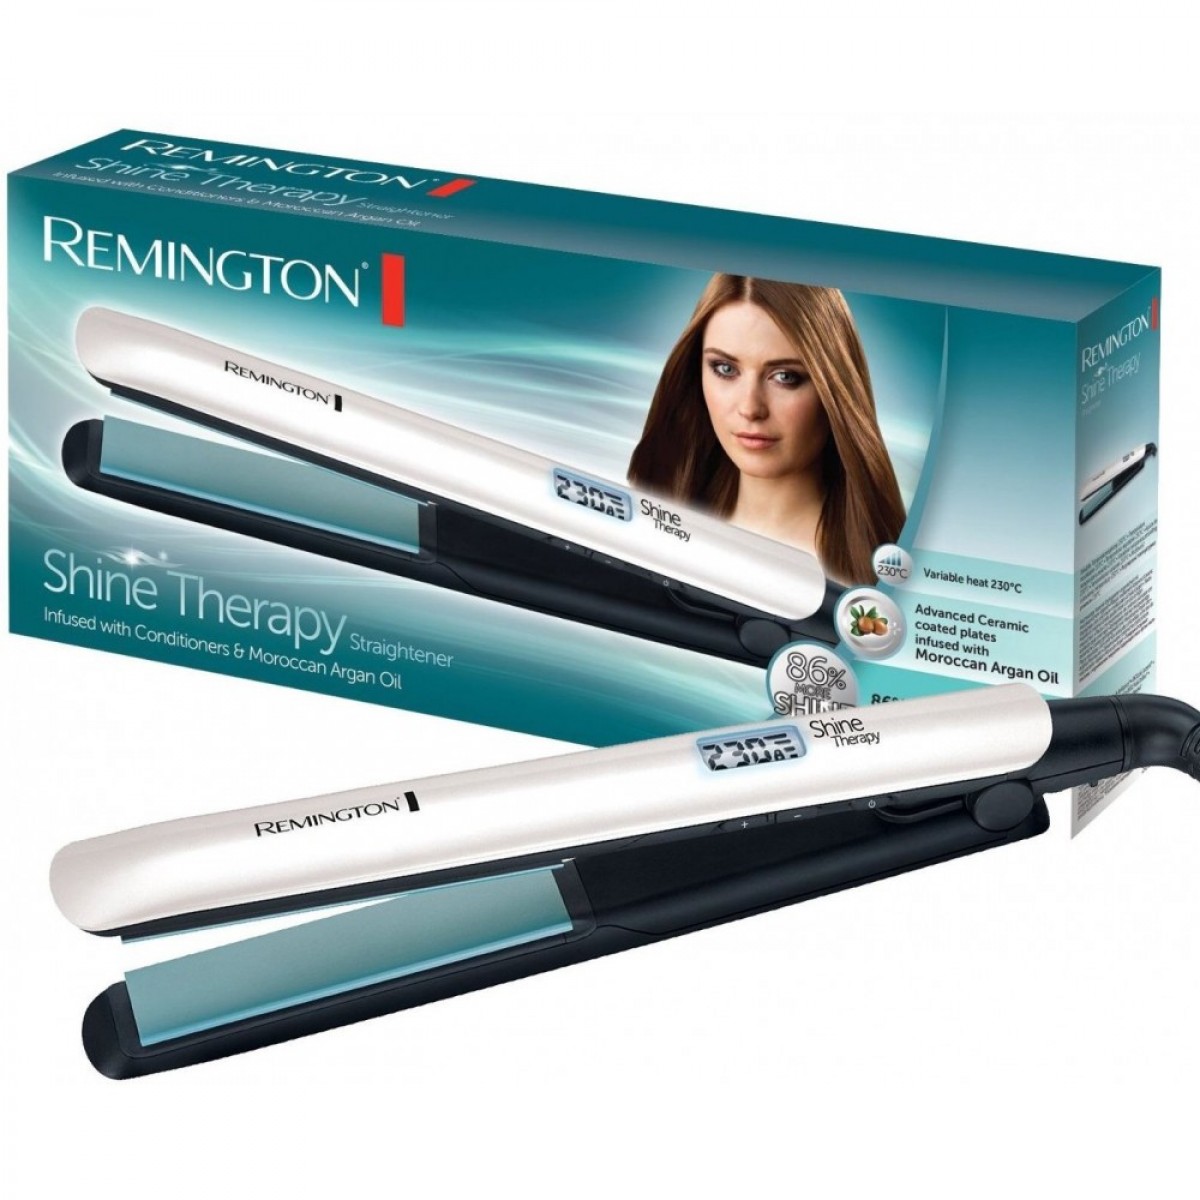 REMINGTON
Shine Therapy Straightener
Infused with Conditioners & Moroccan Argan Oil
REMINGTON®
REMINGTON
230
Shine
Therapy
Shine Therapy Straightener
Infused with Conditioners & Moroccan Argan Oil
230°C
Variable heat 230°C
Advanced Ceramic
coated plates
infused with
Moroccan Argan Oil
86%
MORE
SHINE
86%
REMINGTON
Shine Therapy
REMINGTON
230
Shine
Therapy
+ −